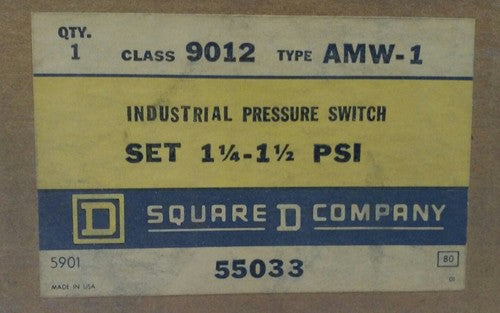 QTY.
1 CLASS 9012 TYPE AMW-1
INDUSTRIAL PRESSURE SWITCH
SET 1¼-1½ PSI
D SQUARE D COMPANY
5901 55033 80
MADE IN USA 01